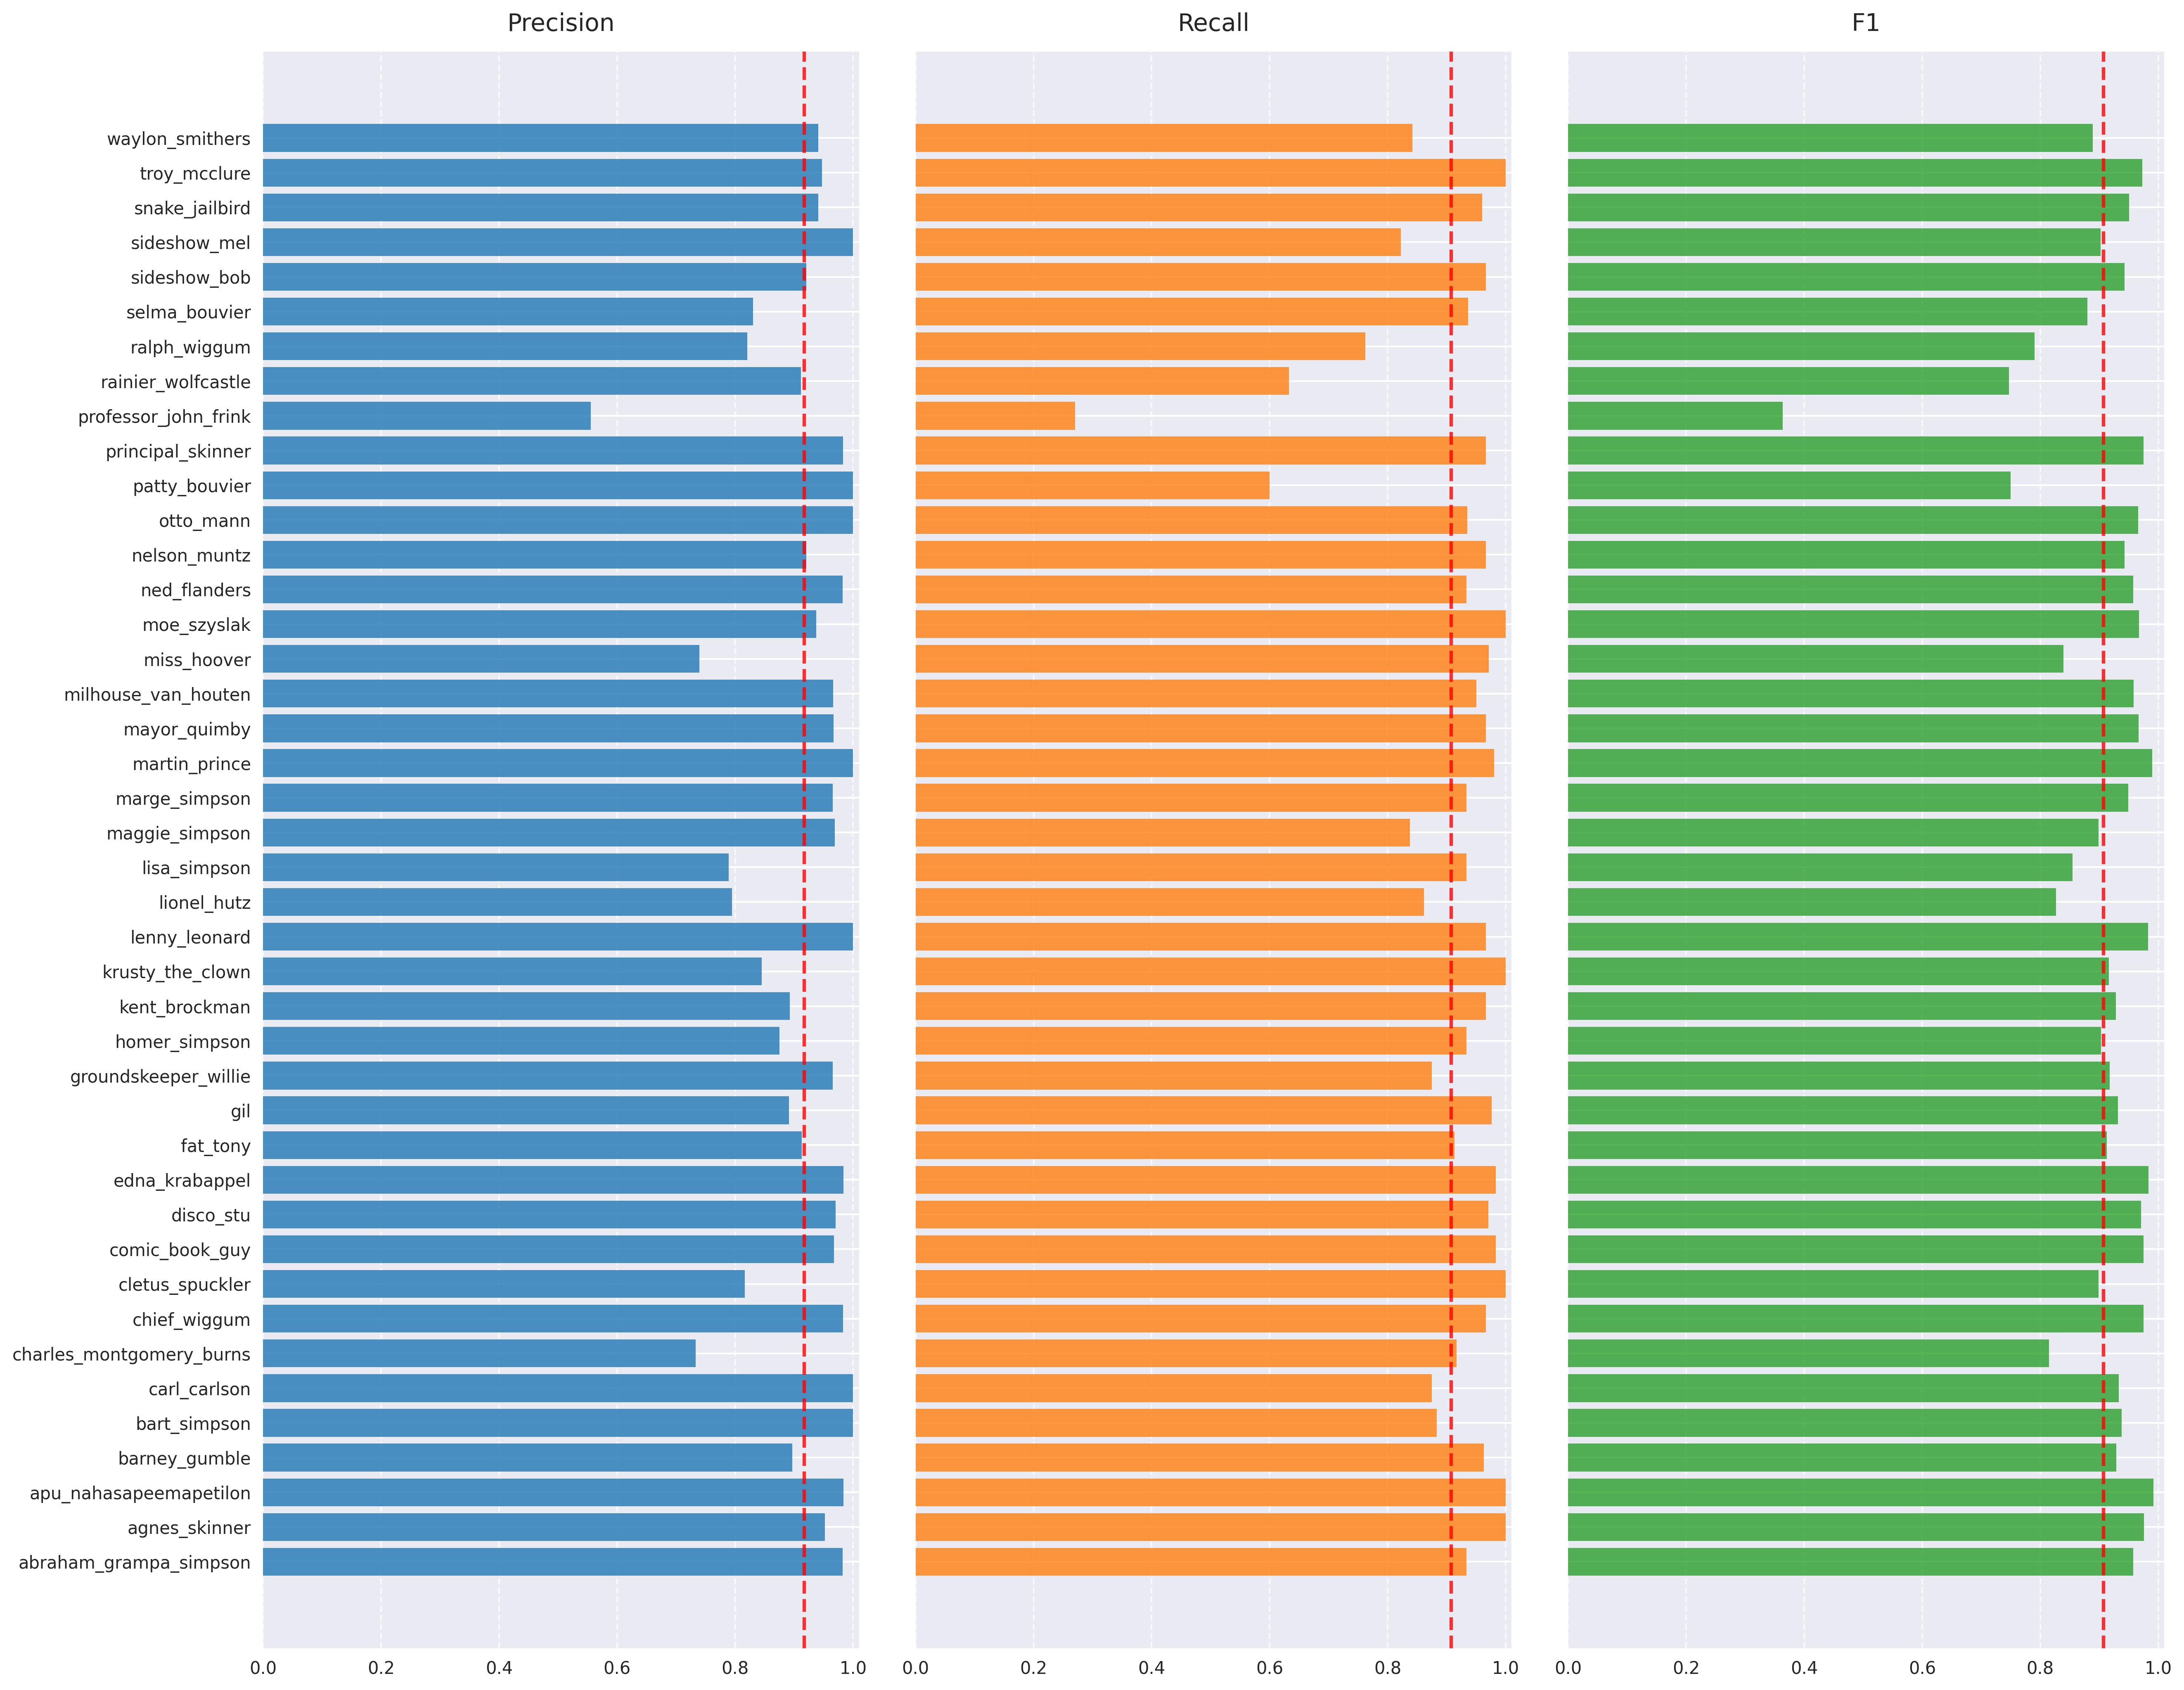 Precision Recall F1
waylon_smithers
troy_mcclure
snake_jailbird
sideshow_mel
sideshow_bob
selma_bouvier
ralph_wiggum
rainier_wolfcastle
professor_john_frink
principal_skinner
patty_bouvier
otto_mann
nelson_muntz
ned_flanders
moe_szyslak
miss_hoover
milhouse_van_houten
mayor_quimby
martin_prince
marge_simpson
maggie_simpson
lisa_simpson
lionel_hutz
lenny_leonard
krusty_the_clown
kent_brockman
homer_simpson
groundskeeper_willie
gil
fat_tony
edna_krabappel
disco_stu
comic_book_guy
cletus_spuckler
chief_wiggum
charles_montgomery_burns
carl_carlson
bart_simpson
barney_gumble
apu_nahasapeemapetilon
agnes_skinner
abraham_grampa_simpson
0.0 0.2 0.4 0.6 0.8 1.0 0.0 0.2 0.4 0.6 0.8 1.0 0.0 0.2 0.4 0.6 0.8 1.0